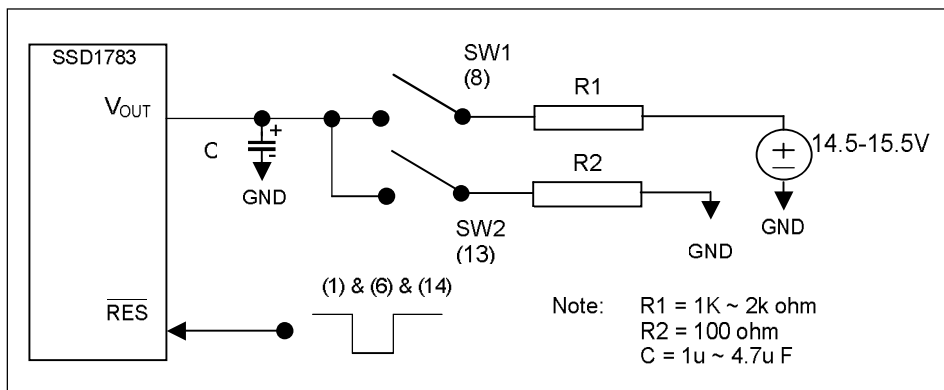 SSD1783
VOUT
C
+
-
GND
SW1
(8)
R1
+
14.5-15.5V
GND
R2
SW2
(13)
GND
(1) & (6) & (14)
RES
Note: R1 = 1K ~ 2k ohm
R2 = 100 ohm
C = 1u ~ 4.7u F